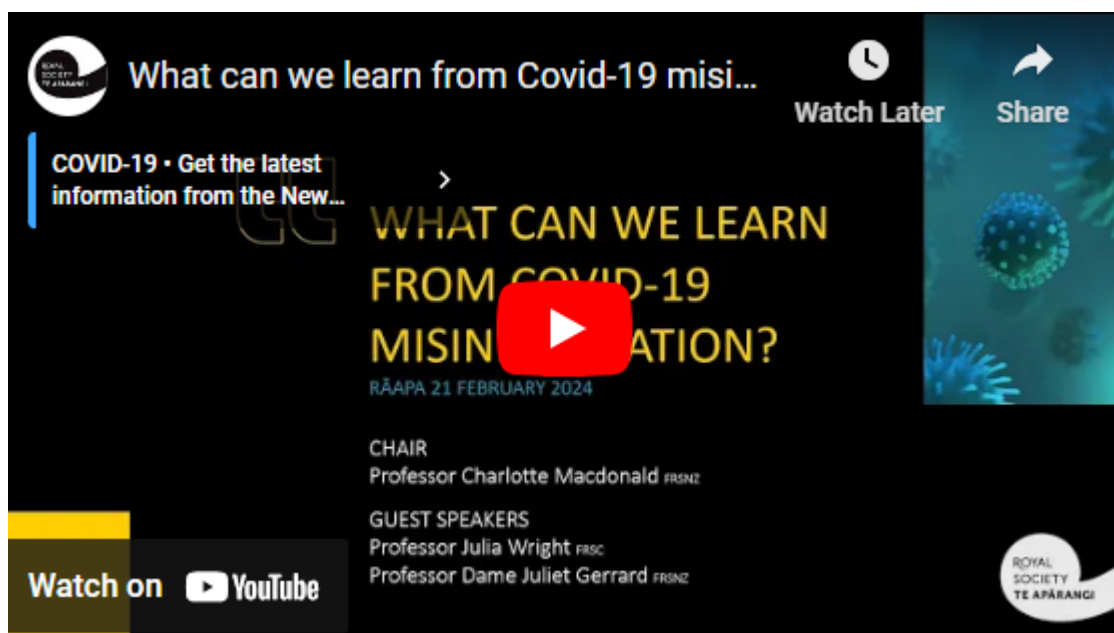 ROYAL
SOCIETY
TE APĀRANGI
What can we learn from Covid-19 misi...
Watch Later
Share
COVID-19 • Get the latest
information from the New...
WHAT CAN WE LEARN
FROM COVID-19
MISIN ATION?
RĀAPA 21 FEBRUARY 2024
CHAIR
Professor Charlotte Macdonald FRSNZ
GUEST SPEAKERS
Professor Julia Wright FRSC
Professor Dame Juliet Gerrard FRSNZ
Watch on YouTube
ROYAL
SOCIETY
TE APĀRANGI